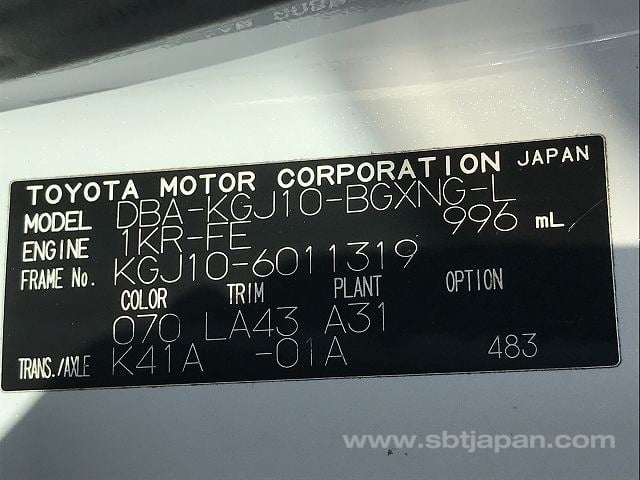 TOYOTA MOTOR CORPORATION JAPAN
MODEL DBA-KGJ10-BGXNG-L
ENGINE 1KR-FE 996 mL
FRAME No. KGJ10-6011319
COLOR TRIM PLANT OPTION
070 LA43 A31
TRANS./AXLE K41A -01A 483
www.sbtjapan.com